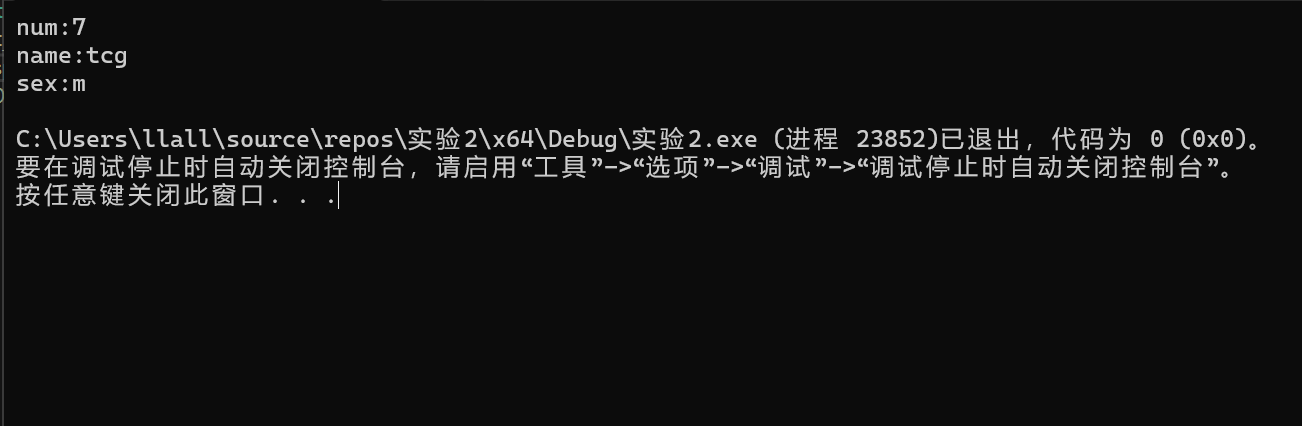 num:7
name:tcg
sex:m
C:\Users\llall\source\repos\实验2\x64\Debug\实验2.exe (进程 23852)已退出，代码为 0 (0x0)。
要在调试停止时自动关闭控制台，请启用“工具”->“选项”->“调试”->“调试停止时自动关闭控制台”。
按任意键关闭此窗口. . .